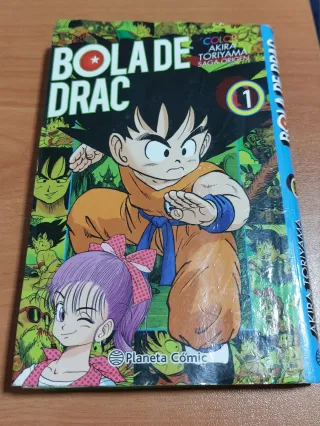 BOLA DE
DRAC
COLOR
AKIRA
TORIYAMA
SAGA ORIGEN
1
Planeta Cómic
BOLA DE DRAC
AKIRA TORIYAMA